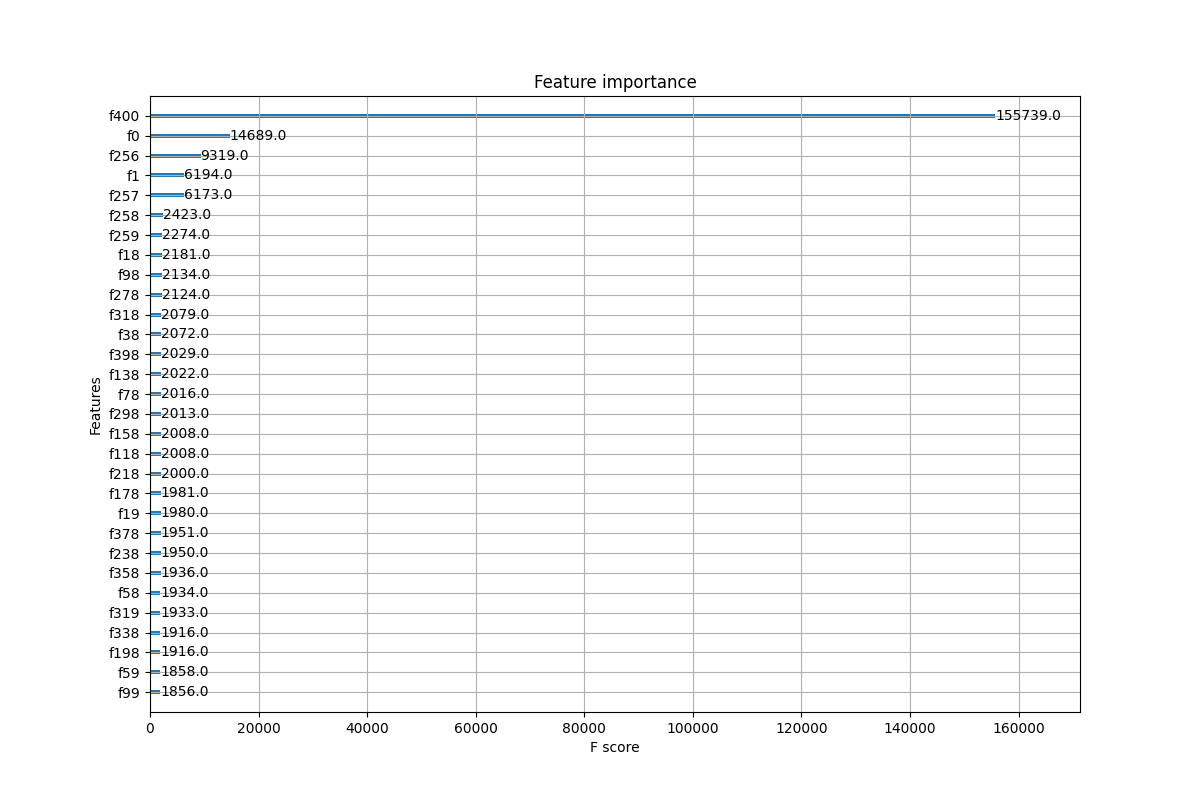 Feature importance
f400 155739.0
f0 14689.0
f256 9319.0
f1 6194.0
f257 6173.0
f258 2423.0
f259 2274.0
f18 2181.0
f98 2134.0
f278 2124.0
f318 2079.0
f38 2072.0
f398 2029.0
f138 2022.0
f78 2016.0
f298 2013.0
f158 2008.0
f118 2008.0
f218 2000.0
f178 1981.0
f19 1980.0
f378 1951.0
f238 1950.0
f358 1936.0
f58 1934.0
f319 1933.0
f338 1916.0
f198 1916.0
f59 1858.0
f99 1856.0
Features
0 20000 40000 60000 80000 100000 120000 140000 160000
F score